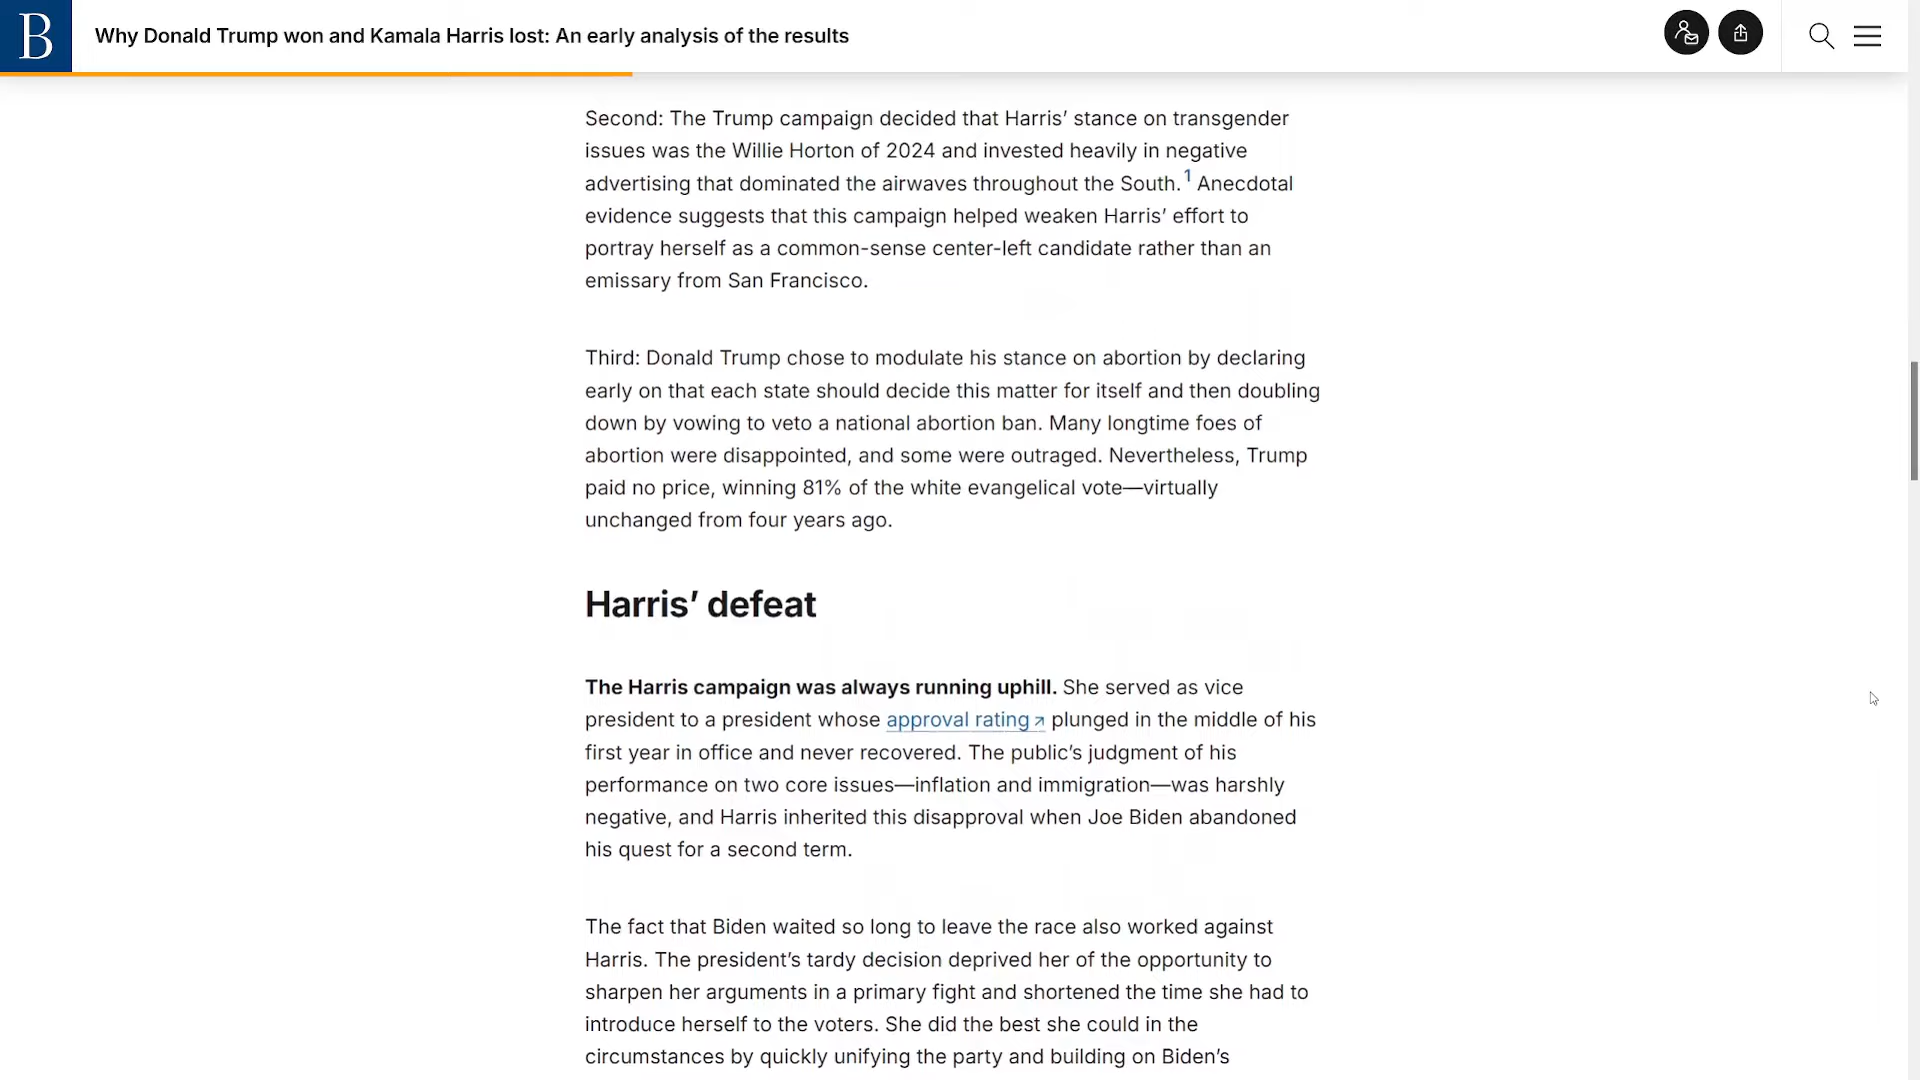 B
Why Donald Trump won and Kamala Harris lost: An early analysis of the results
Second: The Trump campaign decided that Harris’ stance on transgender
issues was the Willie Horton of 2024 and invested heavily in negative
advertising that dominated the airwaves throughout the South.1 Anecdotal
evidence suggests that this campaign helped weaken Harris’ effort to
portray herself as a common-sense center-left candidate rather than an
emissary from San Francisco.
Third: Donald Trump chose to modulate his stance on abortion by declaring
early on that each state should decide this matter for itself and then doubling
down by vowing to veto a national abortion ban. Many longtime foes of
abortion were disappointed, and some were outraged. Nevertheless, Trump
paid no price, winning 81% of the white evangelical vote—virtually
unchanged from four years ago.
Harris’ defeat
The Harris campaign was always running uphill. She served as vice
president to a president whose approval rating plunged in the middle of his
first year in office and never recovered. The public’s judgment of his
performance on two core issues—inflation and immigration—was harshly
negative, and Harris inherited this disapproval when Joe Biden abandoned
his quest for a second term.
The fact that Biden waited so long to leave the race also worked against
Harris. The president’s tardy decision deprived her of the opportunity to
sharpen her arguments in a primary fight and shortened the time she had to
introduce herself to the voters. She did the best she could in the
circumstances by quickly unifying the party and building on Biden’s